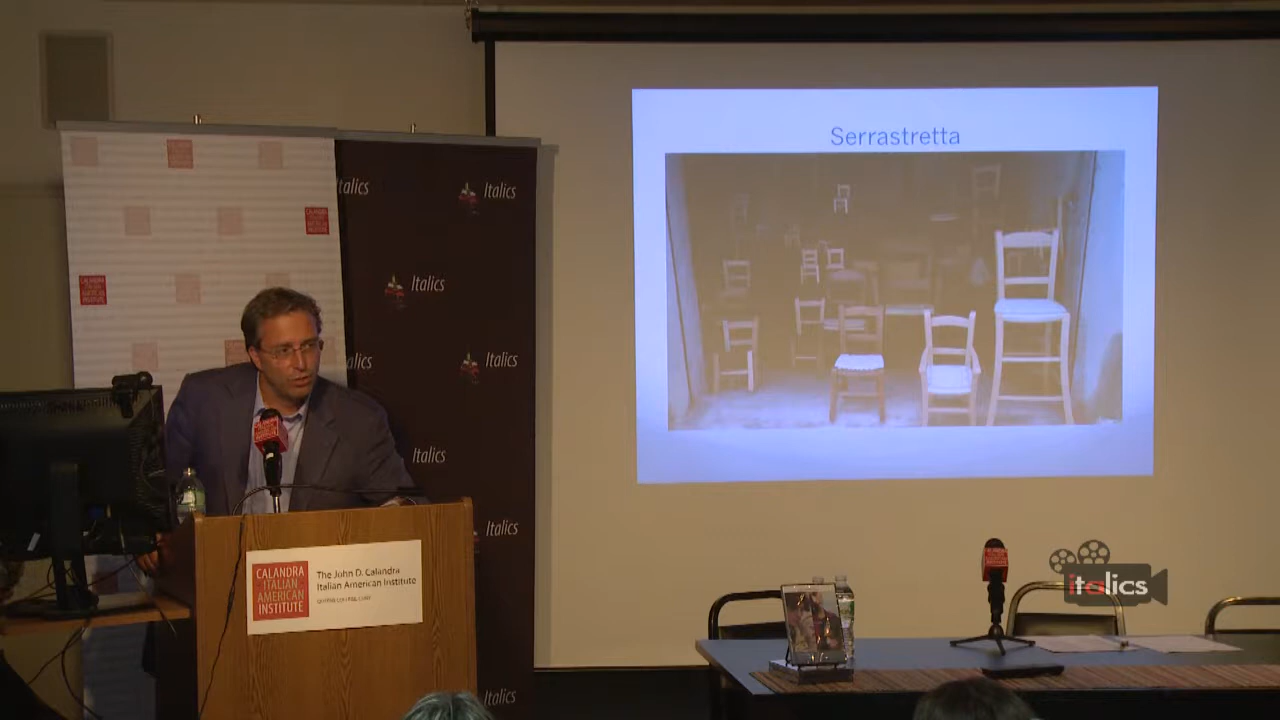 Serrastretta
Italics
Italics
Italics
Italics
Italics
Italics
Italics
Italics
CALANDRA
ITALIAN
AMERICAN
INSTITUTE
The John D. Calandra
Italian American Institute
italics